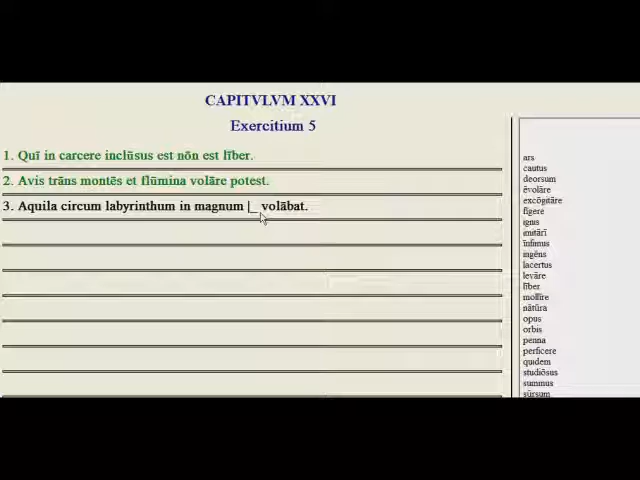 CAPITVLVM XXVI
Exercitium 5
1. Quī in carcere inclūsus est nōn est līber.
2. Avis trāns montēs et flūmina volāre potest.
3. Aquila circum labyrinthum in magnum |_ volābat.
ars
cautus
deorsum
ēvolāre
excōgitāre
fīgere
ignis
imitārī
īnfimus
ingēns
lacertus
levāre
līber
mollīre
nātūra
opus
orbis
penna
perficere
quidem
studiōsus
summus
sūrsum